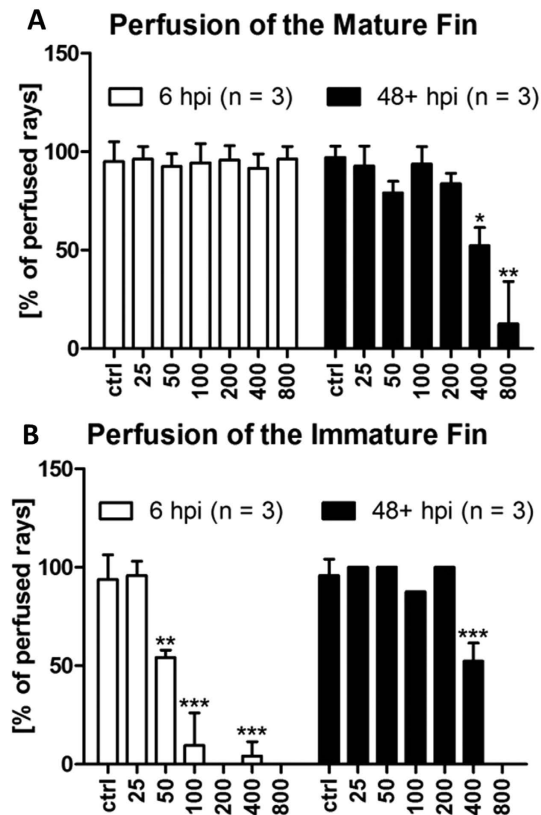 A Perfusion of the Mature Fin
150
6 hpi (n = 3) 48+ hpi (n = 3)
100
50
0
[% of perfused rays]
* **
ctrl 25 50 100 200 400 800 ctrl 25 50 100 200 400 800
B Perfusion of the Immature Fin
150
6 hpi (n = 3) 48+ hpi (n = 3)
100
50
0
[% of perfused rays]
** *** *** ***
ctrl 25 50 100 200 400 800 ctrl 25 50 100 200 400 800